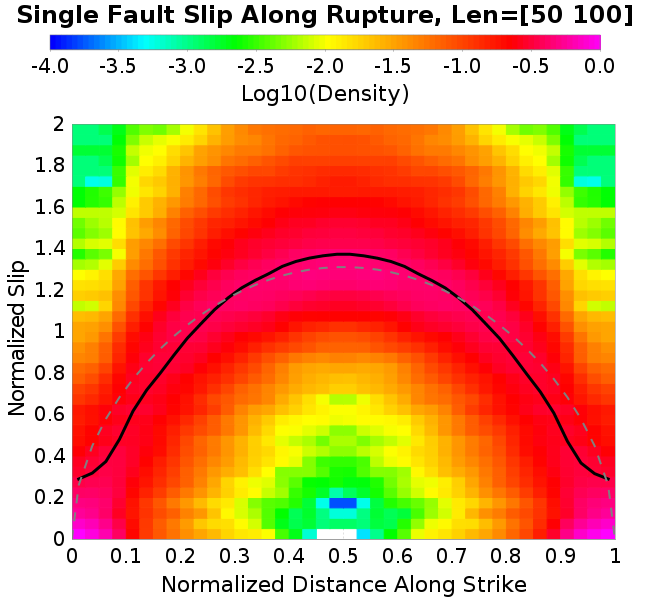 Single Fault Slip Along Rupture, Len=[50 100]
-4.0 -3.5 -3.0 -2.5 -2.0 -1.5 -1.0 -0.5 0.0
Log10(Density)
2
1.8
1.6
1.4
1.2
1
0.8
0.6
0.4
0.2
0
Normalized Slip
0 0.1 0.2 0.3 0.4 0.5 0.6 0.7 0.8 0.9 1
Normalized Distance Along Strike